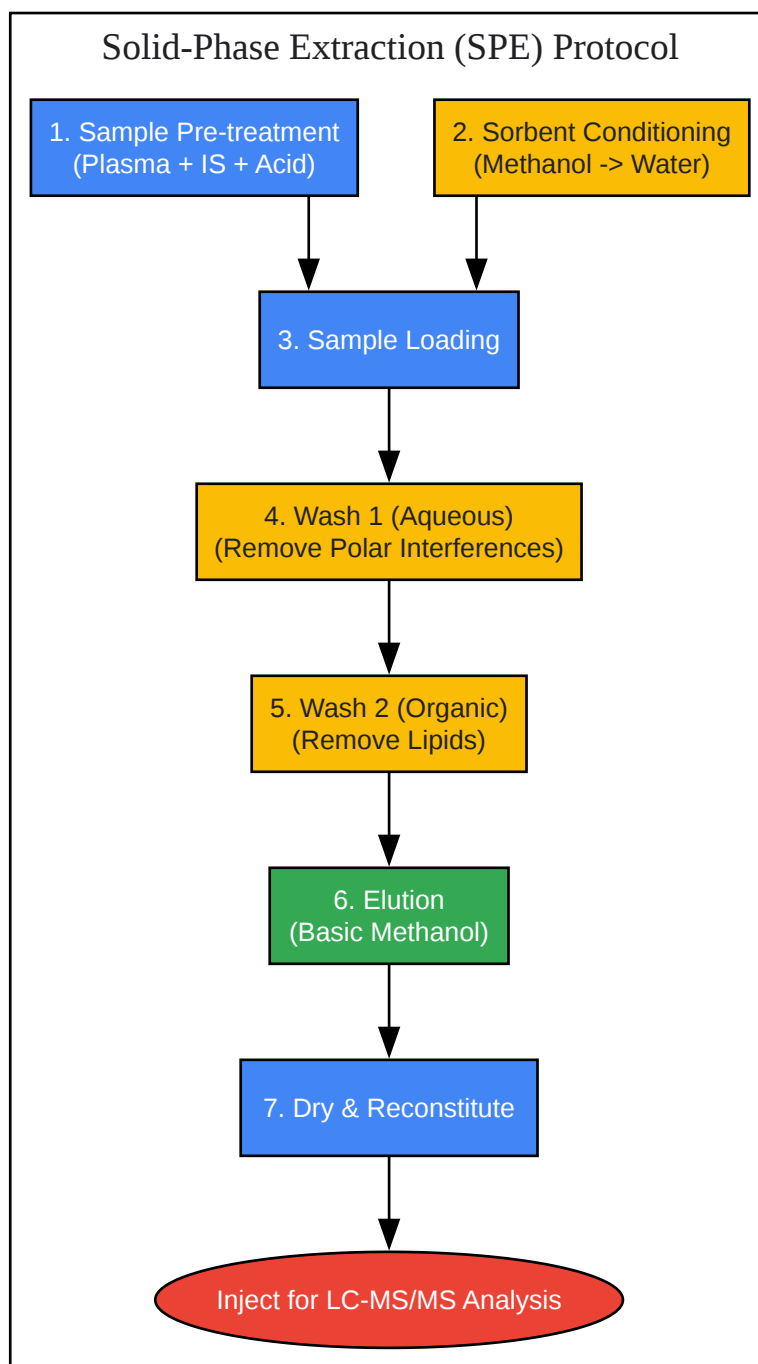 Solid-Phase Extraction (SPE) Protocol
1. Sample Pre-treatment
(Plasma + IS + Acid)
2. Sorbent Conditioning
(Methanol -> Water)
3. Sample Loading
4. Wash 1 (Aqueous)
(Remove Polar Interferences)
5. Wash 2 (Organic)
(Remove Lipids)
6. Elution
(Basic Methanol)
7. Dry & Reconstitute
Inject for LC-MS/MS Analysis